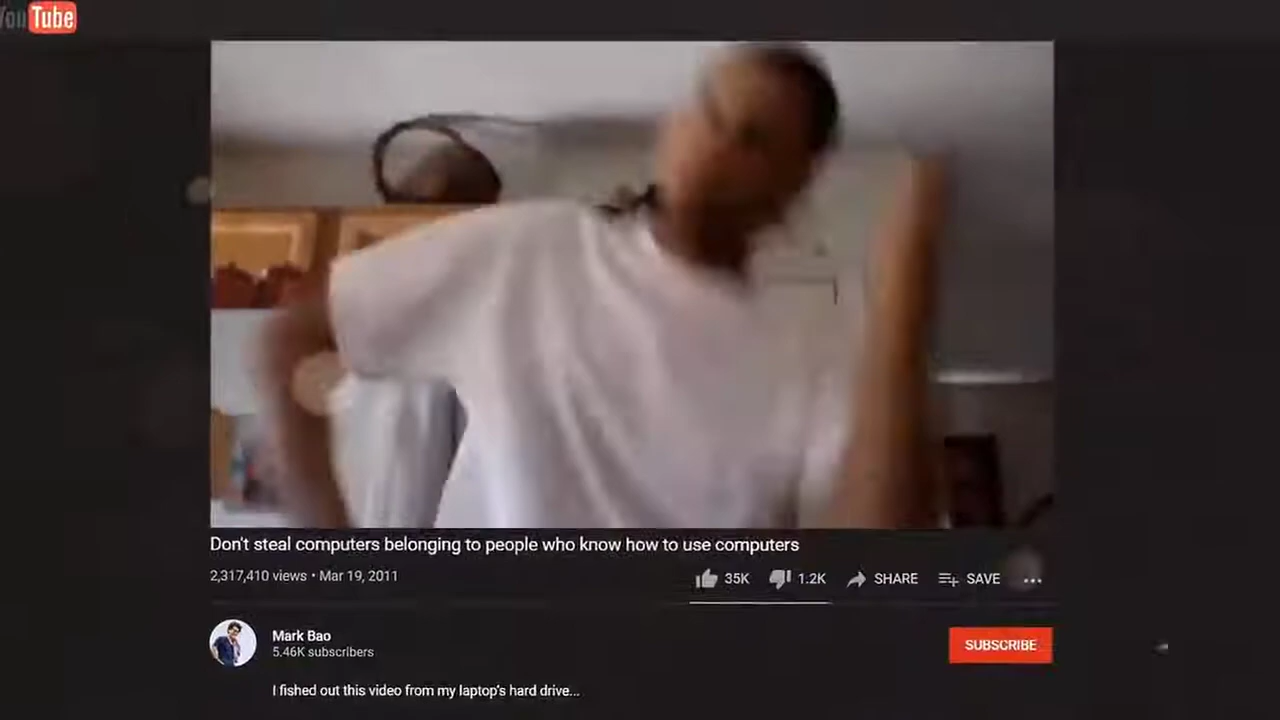 YouTube
Don't steal computers belonging to people who know how to use computers
2,317,410 views • Mar 19, 2011
35K 1.2K SHARE SAVE
Mark Bao
5.46K subscribers
SUBSCRIBE
I fished out this video from my laptop's hard drive...